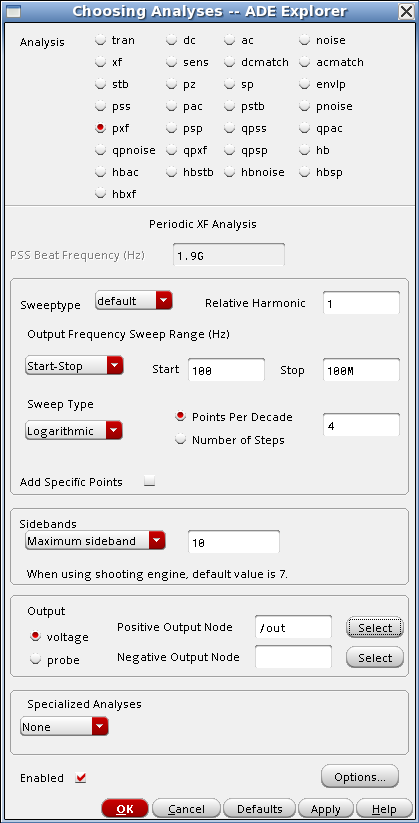 Choosing Analyses -- ADE Explorer
Analysis tran dc ac noise
xf sens dcmatch acmatch
stb pz sp envlp
pss pac pstb pnoise
pxf psp qpss qpac
qpnoise qpxf qpsp hb
hbac hbstb hbnoise hbsp
hbxf
Periodic XF Analysis
PSS Beat Frequency (Hz) 1.9G
Sweeptype default Relative Harmonic 1
Output Frequency Sweep Range (Hz)
Start-Stop Start 100 Stop 100M
Sweep Type
Logarithmic Points Per Decade 4
Number of Steps
Add Specific Points
Sidebands
Maximum sideband 10
When using shooting engine, default value is 7.
Output
voltage Positive Output Node /out Select
probe Negative Output Node Select
Specialized Analyses
None
Enabled Options...
OK Cancel Defaults Apply Help